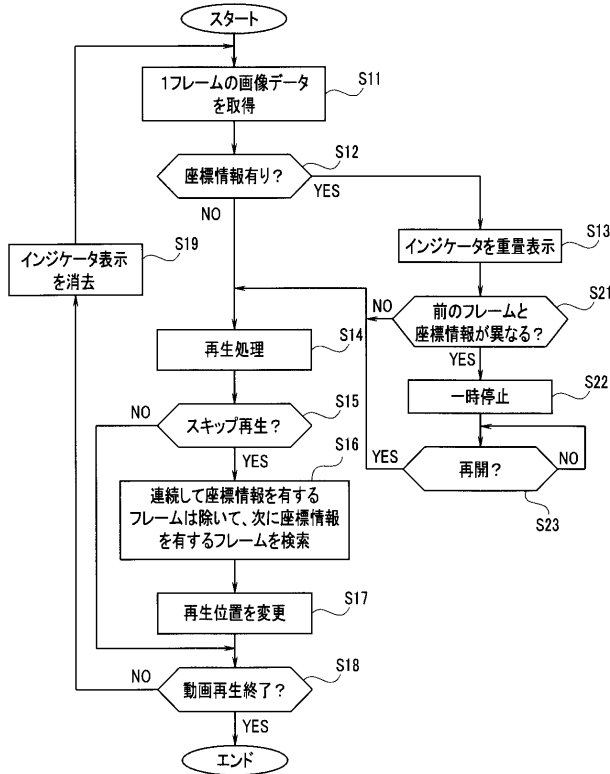 スタート
1フレームの画像データ
を取得
S11
座標情報有り?
S12
YES
NO
インジケータを重畳表示
S13
インジケータ表示
を消去
S19
前のフレームと
座標情報が異なる?
S21
NO
YES
再生処理
S14
一時停止
S22
スキップ再生?
S15
NO
YES
再開?
YES
NO
S23
連続して座標情報を有する
フレームは除いて、次に座標情報
を有するフレームを検索
S16
再生位置を変更
S17
動画再生終了?
S18
NO
YES
エンド